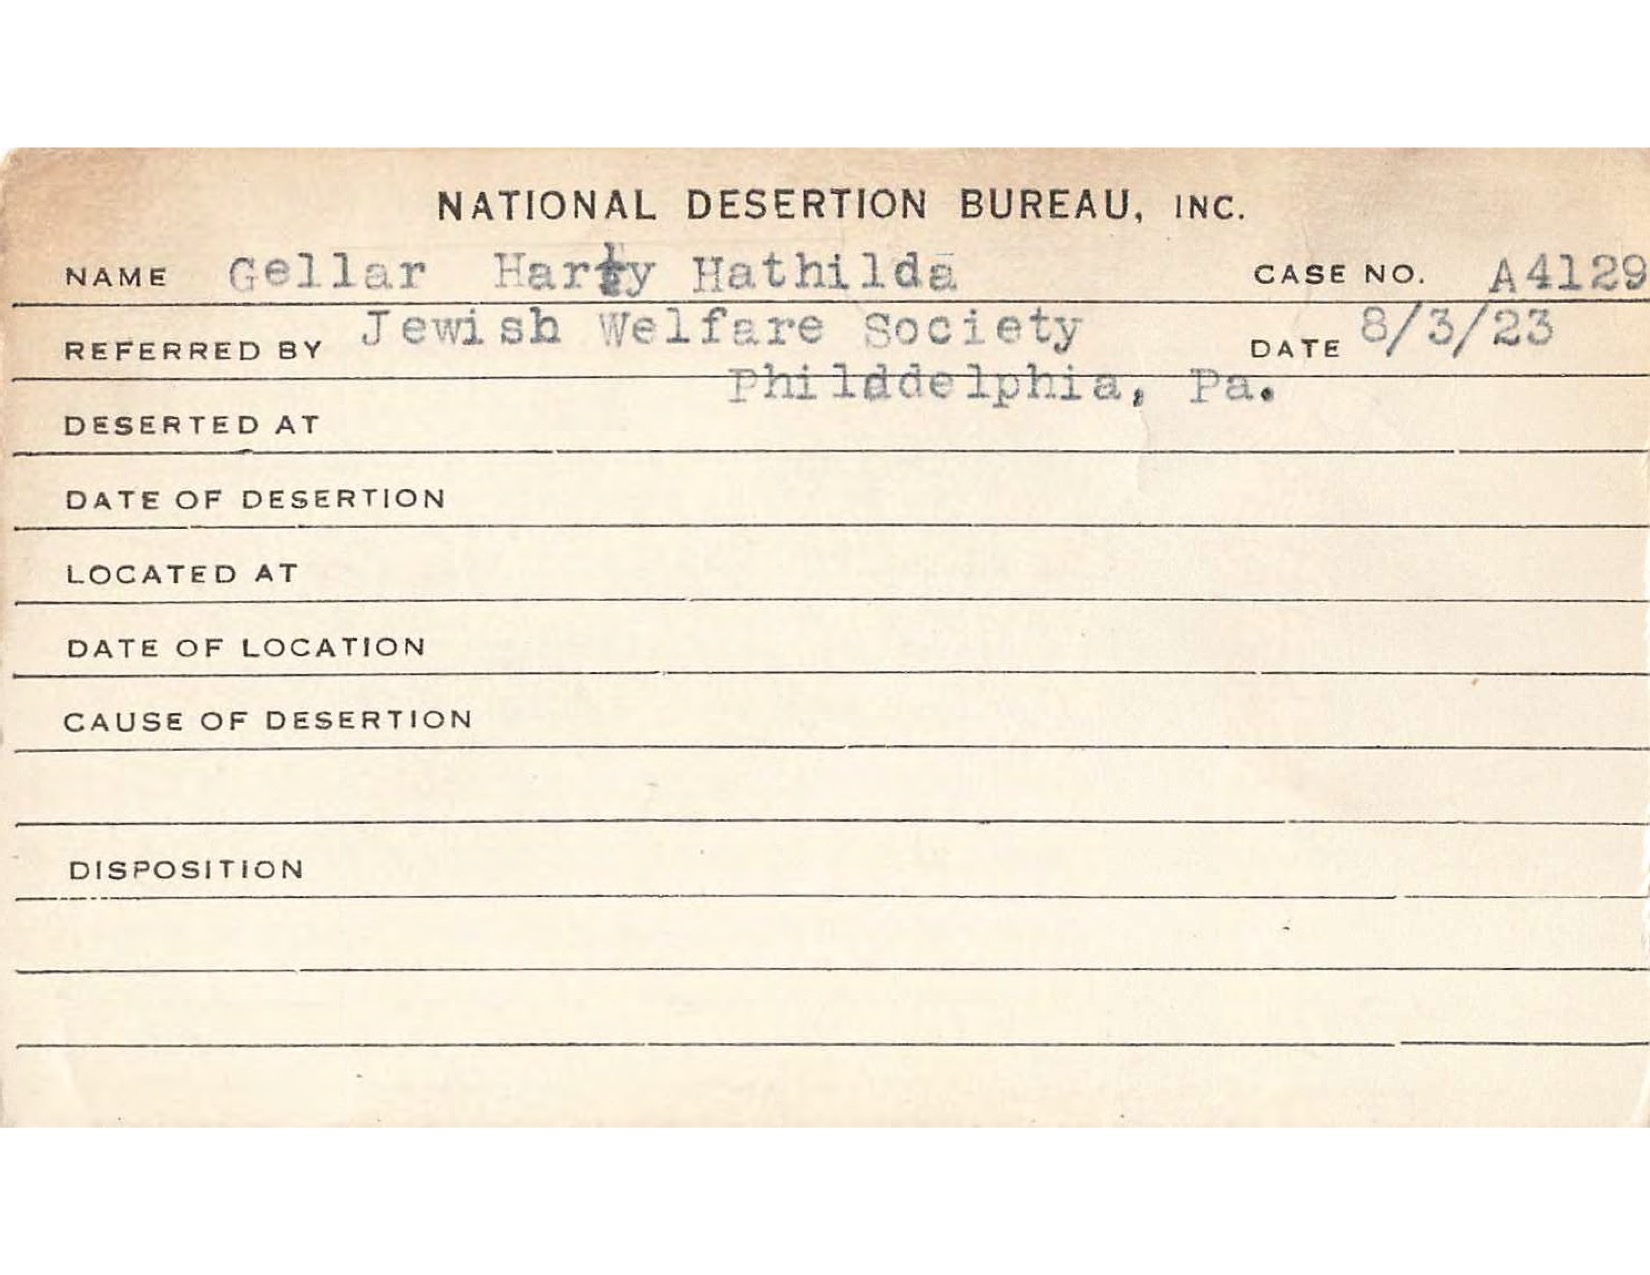 NATIONAL DESERTION BUREAU, INC.
NAME Gellar Harry Hathilda CASE NO. A4129
REFERRED BY Jewish Welfare Society DATE 8/3/23
Philddelphia, Pa.
DESERTED AT
DATE OF DESERTION
LOCATED AT
DATE OF LOCATION
CAUSE OF DESERTION
DISPOSITION